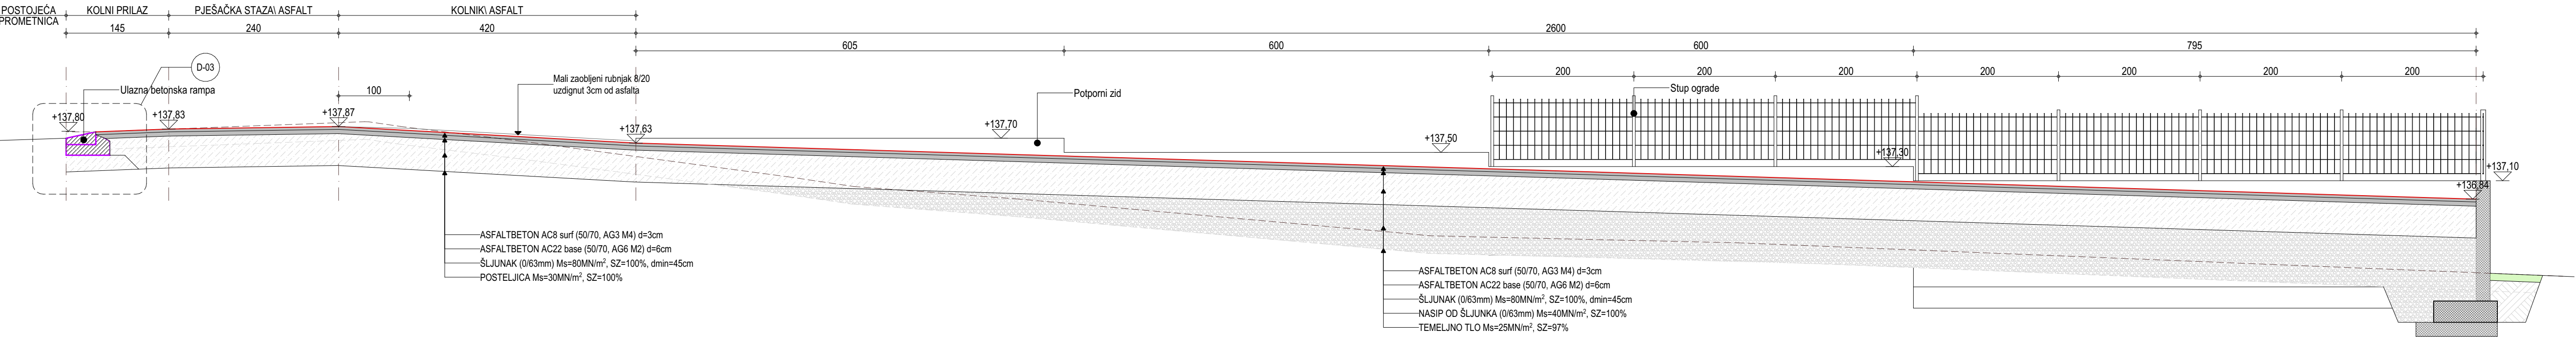 POSTOJEĆA
PROMETNICA
KOLNI PRILAZ
PJEŠAČKA STAZA\ ASFALT
KOLNIK\ ASFALT
145
240
420
2600
605
600
600
795
200
200
200
200
200
200
200
D-03
Ulazna betonska rampa
100
Mali zaobljeni rubnjak 8/20
uzdignut 3cm od asfalta
Potporni zid
Stup ograde
+137,80
+137,83
+137,87
+137,63
+137,70
+137,50
+137,30
+137,10
+136,84
ASFALTBETON AC8 surf (50/70, AG3 M4) d=3cm
ASFALTBETON AC22 base (50/70, AG6 M2) d=6cm
ŠLJUNAK (0/63mm) Ms=80MN/m², SZ=100%, dmin=45cm
POSTELJICA Ms=30MN/m², SZ=100%
ASFALTBETON AC8 surf (50/70, AG3 M4) d=3cm
ASFALTBETON AC22 base (50/70, AG6 M2) d=6cm
ŠLJUNAK (0/63mm) Ms=80MN/m², SZ=100%, dmin=45cm
NASIP OD ŠLJUNKA (0/63mm) Ms=40MN/m², SZ=100%
TEMELJNO TLO Ms=25MN/m², SZ=97%